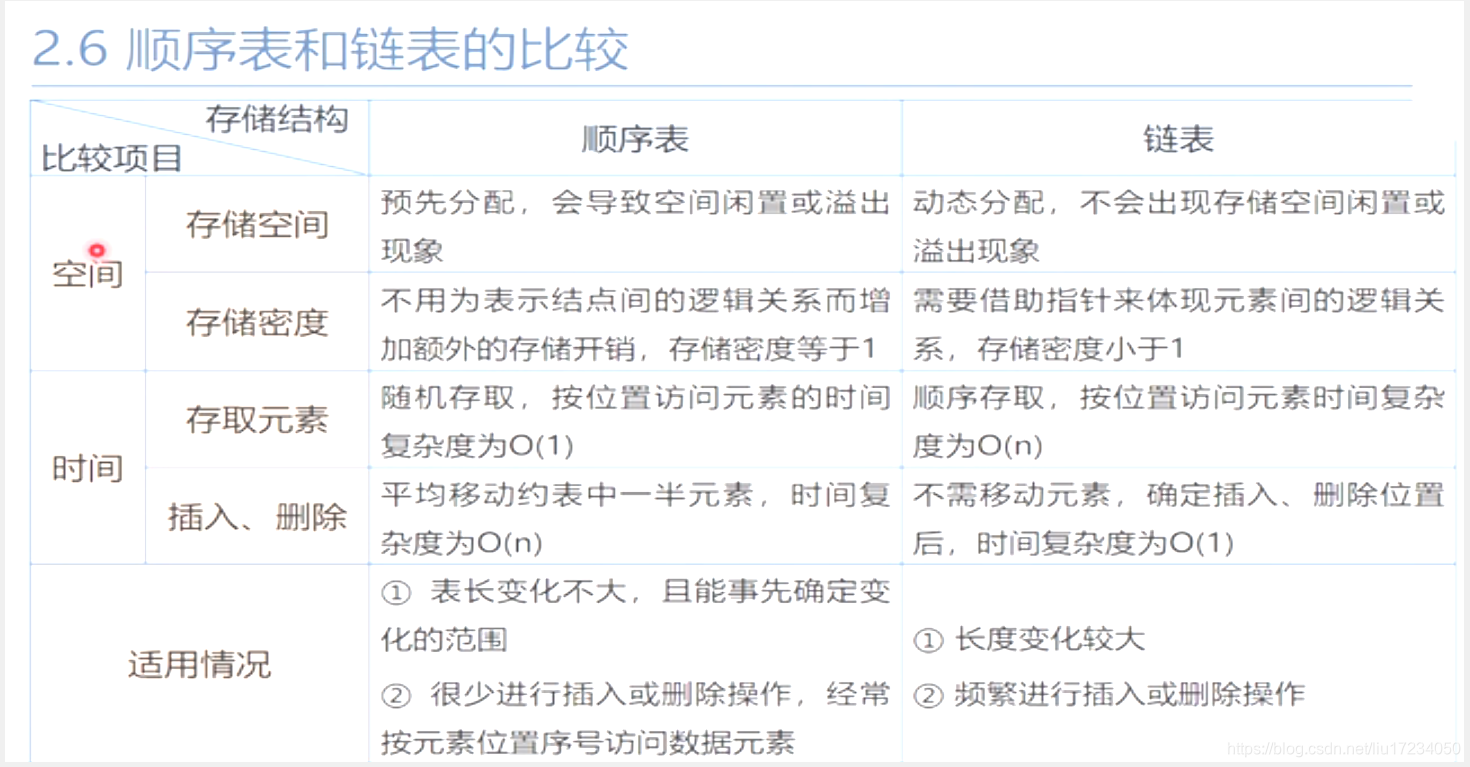 2.6 顺序表和链表的比较
存储结构
比较项目
顺序表
链表
空间
存储空间
预先分配，会导致空间闲置或溢出
现象
动态分配，不会出现存储空间闲置或
溢出现象
存储密度
不用为表示结点间的逻辑关系而增
加额外的存储开销，存储密度等于1
需要借助指针来体现元素间的逻辑关
系，存储密度小于1
时间
存取元素
随机存取，按位置访问元素的时间
复杂度为O(1)
顺序存取，按位置访问元素时间复杂
度为O(n)
插入、删除
平均移动约表中一半元素，时间复
杂度为O(n)
不需移动元素，确定插入、删除位置
后，时间复杂度为O(1)
适用情况
① 表长变化不大，且能事先确定变
化的范围
② 很少进行插入或删除操作，经常
按元素位置序号访问数据元素
① 长度变化较大
② 频繁进行插入或删除操作
https://blog.csdn.net/liu17234050